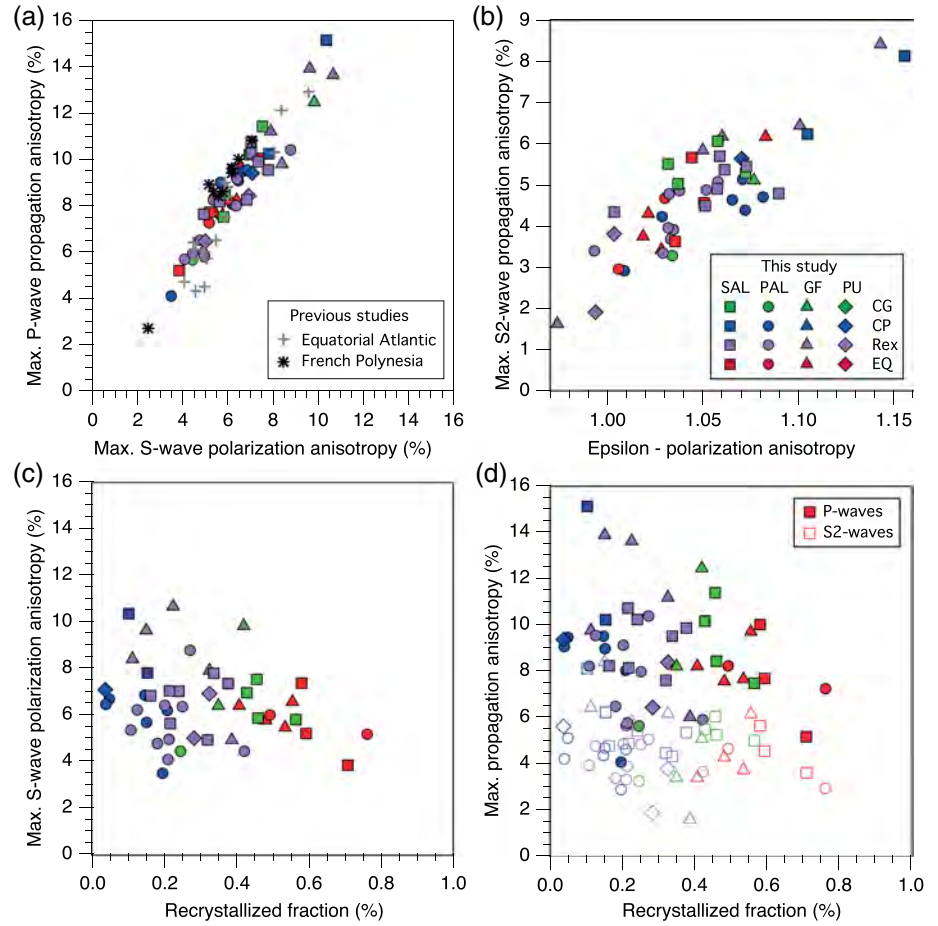 (a)
16
14
12
10
8
6
4
2
0
Max. P-wave propagation anisotropy (%)
Previous studies
Equatorial Atlantic
French Polynesia
0 2 4 6 8 10 12 14 16
Max. S-wave polarization anisotropy (%)
(b)
9
8
7
6
5
4
3
2
1
0
Max. S2-wave propagation anisotropy (%)
This study
SAL PAL GF PU
CG
CP
Rex
EQ
1.00 1.05 1.10 1.15
Epsilon - polarization anisotropy
(c)
16
14
12
10
8
6
4
2
0
Max. S-wave polarization anisotropy (%)
0.0 0.2 0.4 0.6 0.8 1.0
Recrystallized fraction (%)
(d)
16
14
12
10
8
6
4
2
0
Max. propagation anisotropy (%)
P-waves
S2-waves
0.0 0.2 0.4 0.6 0.8 1.0
Recrystallized fraction (%)